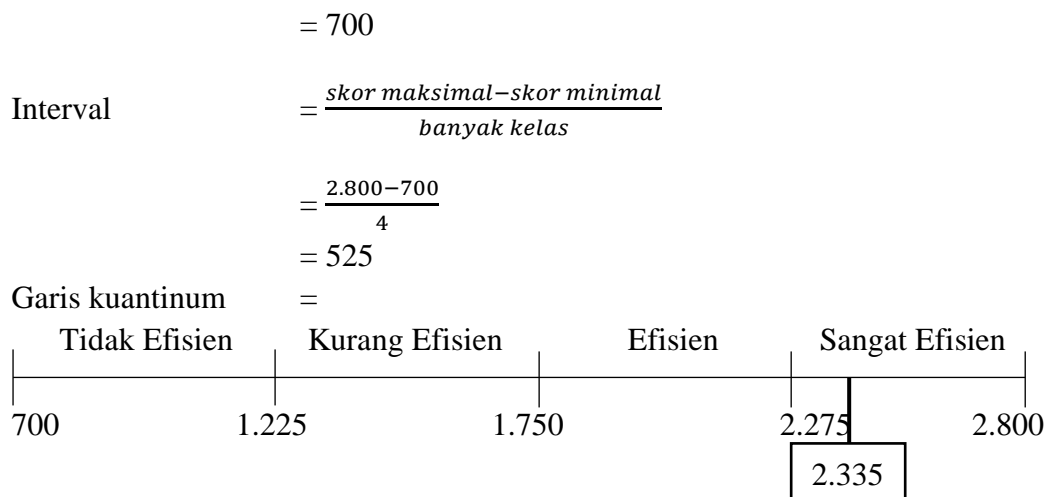 = 700
Interval = skor maksimal−skor minimal
banyak kelas
= 2.800−700
4
= 525
Garis kuantinum =
Tidak Efisien Kurang Efisien Efisien Sangat Efisien
700 1.225 1.750 2.275 2.800
2.335